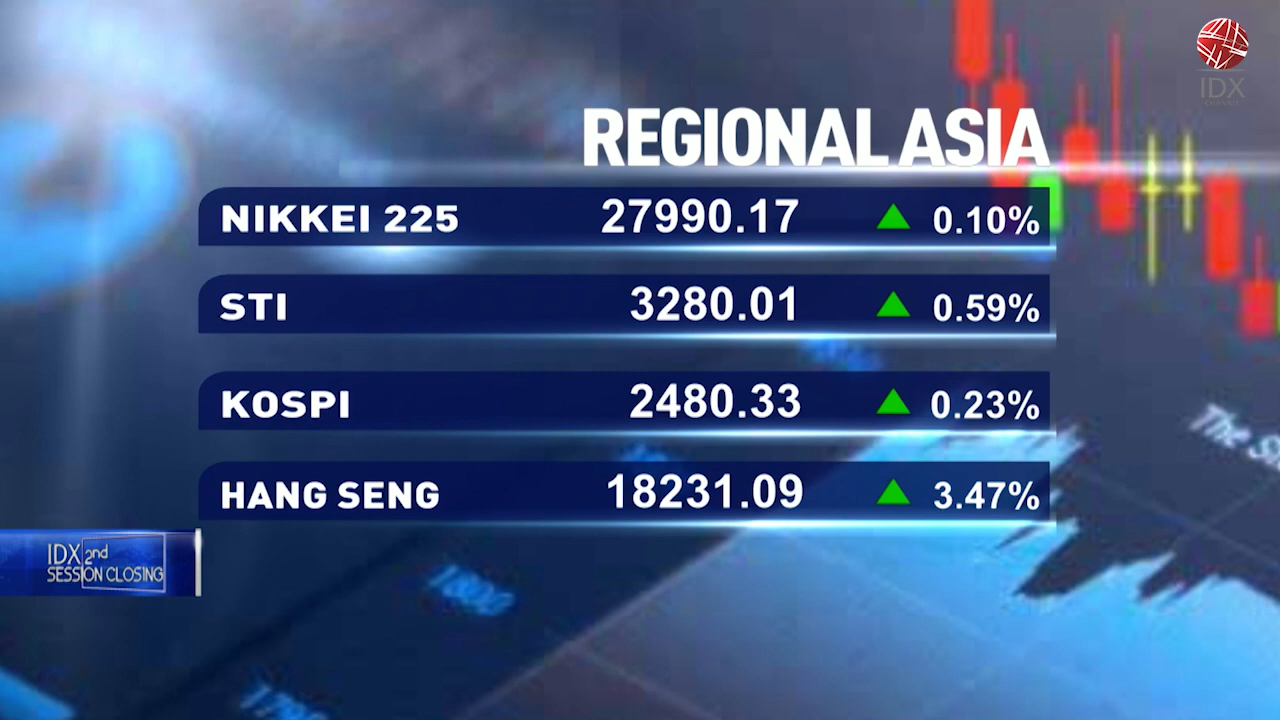 IDX
CHANNEL
REGIONAL ASIA
NIKKEI 225 27990.17 ▲ 0.10%
STI 3280.01 ▲ 0.59%
KOSPI 2480.33 ▲ 0.23%
HANG SENG 18231.09 ▲ 3.47%
IDX 2nd
SESSION CLOSING